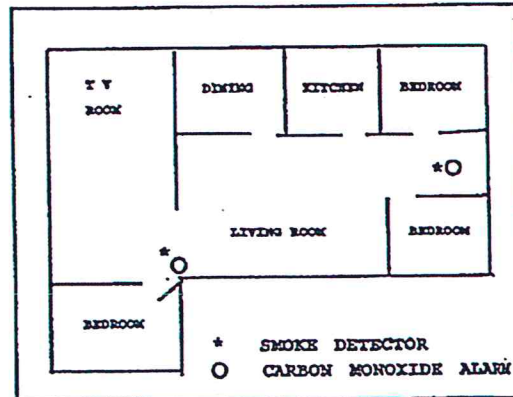 T V
ROOM
DINING
KITCHEN
BEDROOM
*
LIVING ROOM
BEDROOM
*
BEDROOM
* SMOKE DETECTOR
CARBON MONOXIDE ALARM